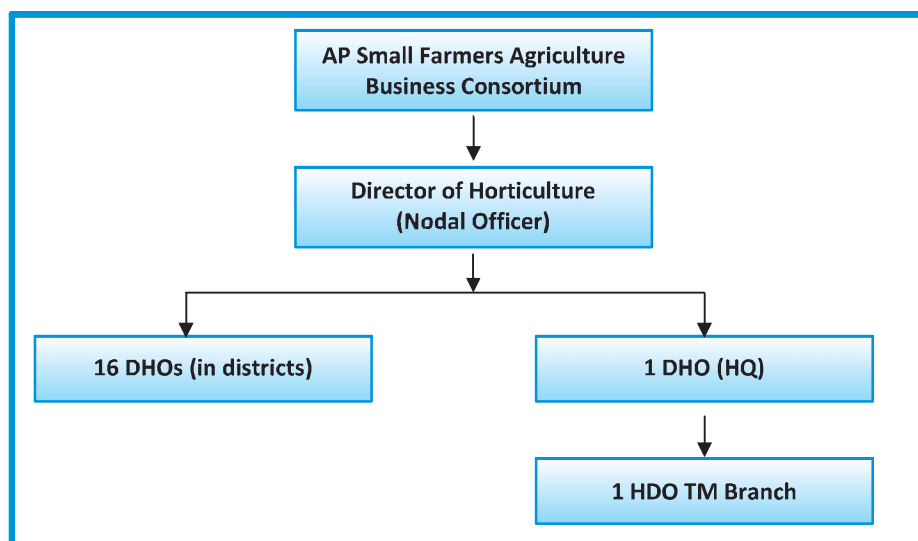 AP Small Farmers Agriculture
Business Consortium
Director of Horticulture
(Nodal Officer)
16 DHOs (in districts)
1 DHO (HQ)
1 HDO TM Branch